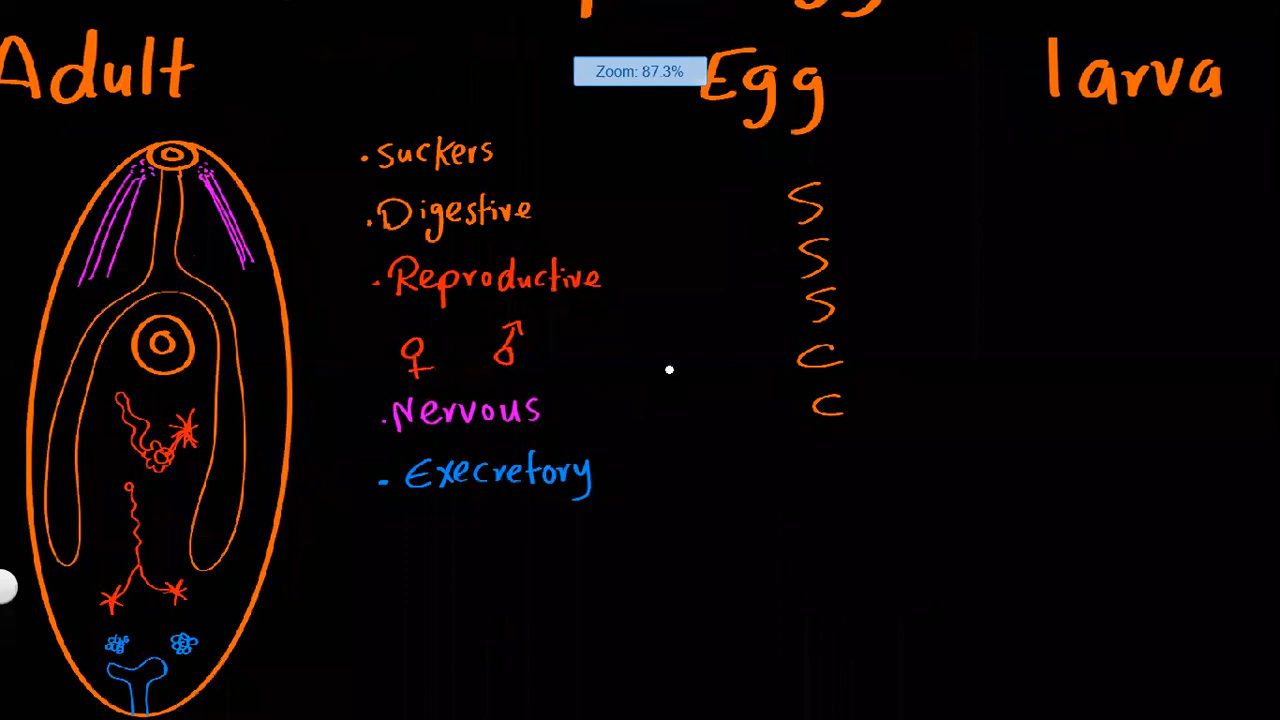 Adult
Zoom: 87.3%
Egg
larva
. suckers
. Digestive
. Reproductive
♀ ♂
. Nervous
. Execretory
S
S
S
C
C